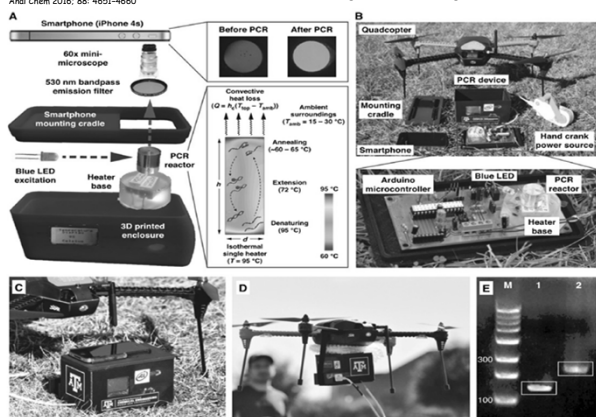 Anal Chem 2016; 88: 4651-4660
A
Smartphone (iPhone 4s)
60x mini-
microscope
530 nm bandpass
emission filter
Smartphone
mounting cradle
Blue LED
excitation
PCR
reactor
Heater
base
3D printed
enclosure
Before PCR
After PCR
Convective
heat loss
Ambient
surroundings
(T amb = 15 – 30 °C)
Annealing
(~60 – 65 °C)
h
Extension
(72 °C)
95 °C
Denaturing
(95 °C)
60 °C
d
Isothermal
single heater
(T = 95 °C)
B
Quadcopter
PCR device
Mounting
cradle
Smartphone
Hand crank
power source
Arduino
microcontroller
Blue LED
PCR
reactor
Heater
base
C
ATM
D
ATM
E
M
1
2
300
100